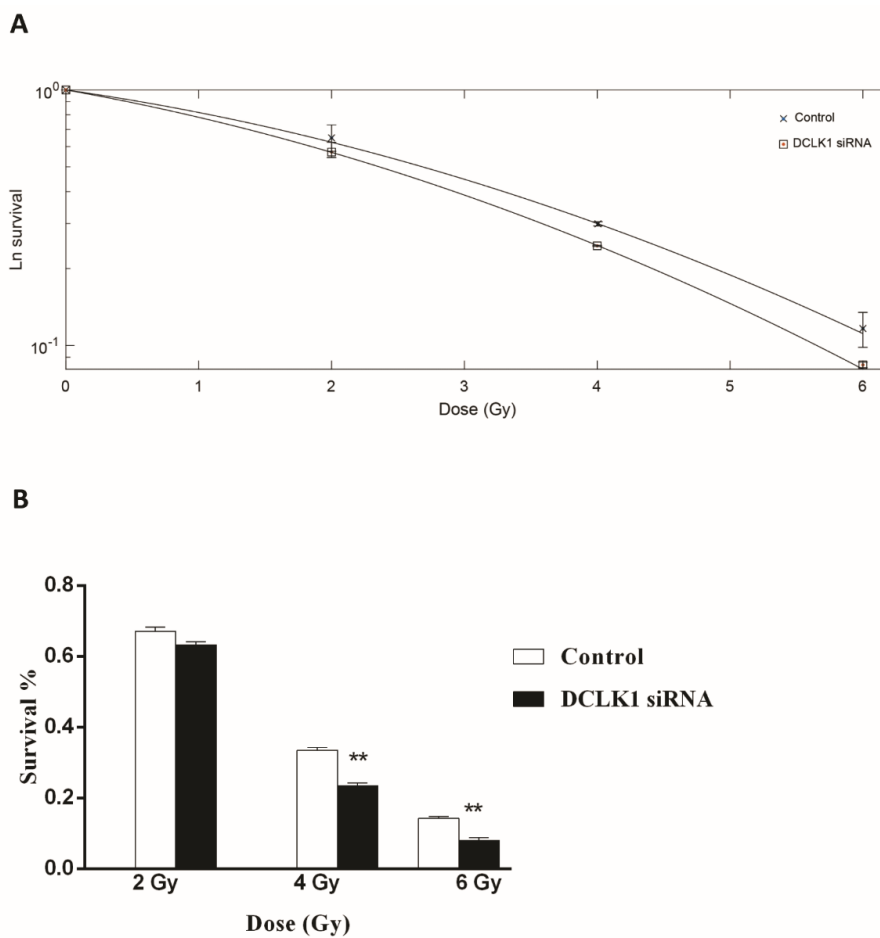 A
10⁰
Control
DCLK1 siRNA
Ln survival
10⁻¹
0 1 2 3 4 5 6
Dose (Gy)
B
0.8
0.6
0.4
0.2
0.0
Survival %
Control
DCLK1 siRNA
**
**
2 Gy 4 Gy 6 Gy
Dose (Gy)